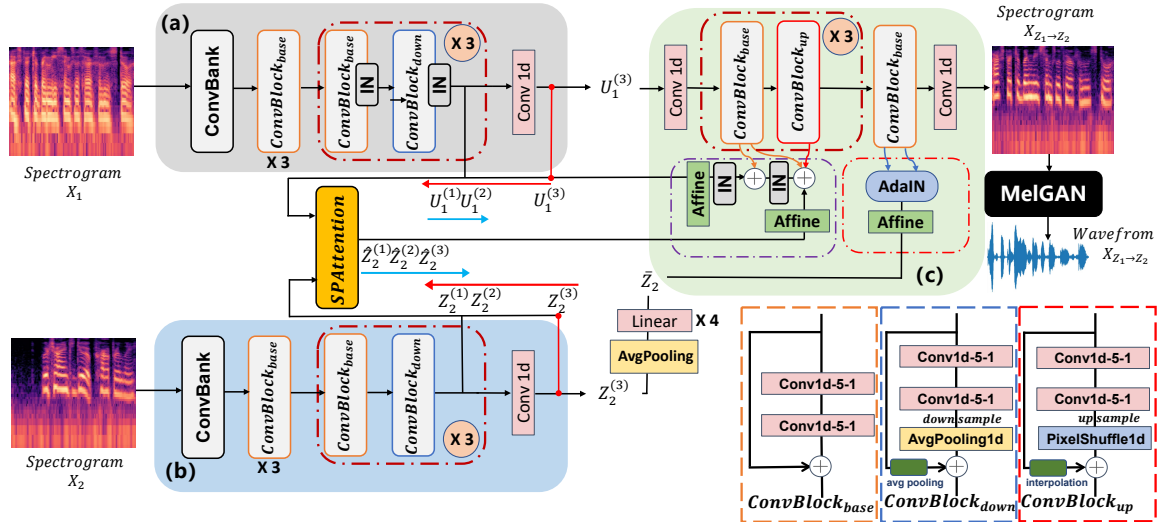 (a)
Spectrogram
X_1
ConvBank
ConvBlock_base
X 3
ConvBlock_base
IN
ConvBlock_down
IN
X 3
Conv 1d
U_1^(3)
U_1^(1) U_1^(2)
U_1^(3)
SPAttention
Ẑ_2^(1) Ẑ_2^(2) Ẑ_2^(3)
Z_2^(1) Z_2^(2)
Z_2^(3)
(b)
Spectrogram
X_2
ConvBank
ConvBlock_base
X 3
ConvBlock_base
ConvBlock_down
X 3
Conv 1d
Z_2^(3)
AvgPooling
Linear
X 4
Z̄_2
(c)
Conv 1d
ConvBlock_base
ConvBlock_up
X 3
ConvBlock_base
Conv 1d
Affine
IN
IN
Affine
AdaIN
Affine
Spectrogram
X_{Z_1→Z_2}
MelGAN
Wavefrom
X_{Z_1→Z_2}
Conv1d-5-1
Conv1d-5-1
ConvBlock_base
Conv1d-5-1
Conv1d-5-1
down sample
AvgPooling1d
avg pooling
ConvBlock_down
Conv1d-5-1
Conv1d-5-1
up sample
PixelShuffle1d
interpolation
ConvBlock_up